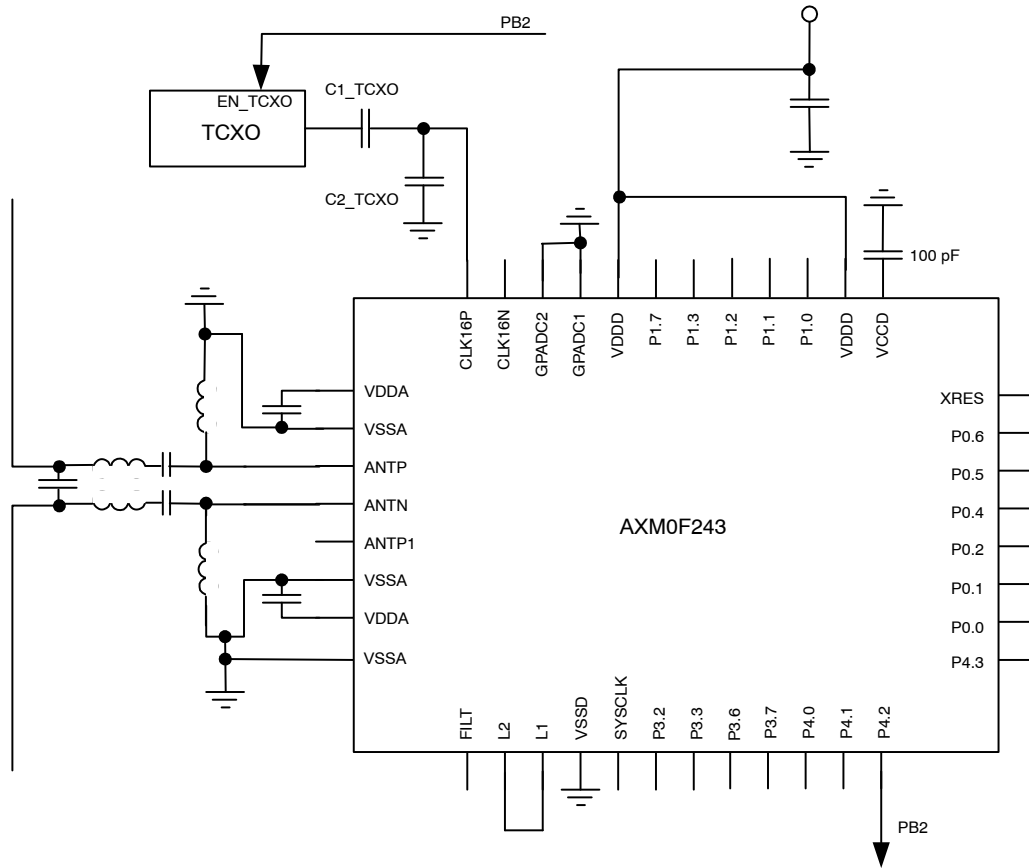 PB2
EN_TCXO
TCXO
C1_TCXO
C2_TCXO
100 pF
CLK16P
CLK16N
GPADC2
GPADC1
VDDD
P1.7
P1.3
P1.2
P1.1
P1.0
VDDD
VCCD
VDDA
VSSA
ANTP
ANTN
ANTP1
VSSA
VDDA
VSSA
AXM0F243
XRES
P0.6
P0.5
P0.4
P0.2
P0.1
P0.0
P4.3
FILT
L2
L1
VSSD
SYSCLK
P3.2
P3.3
P3.6
P3.7
P4.0
P4.1
P4.2
PB2